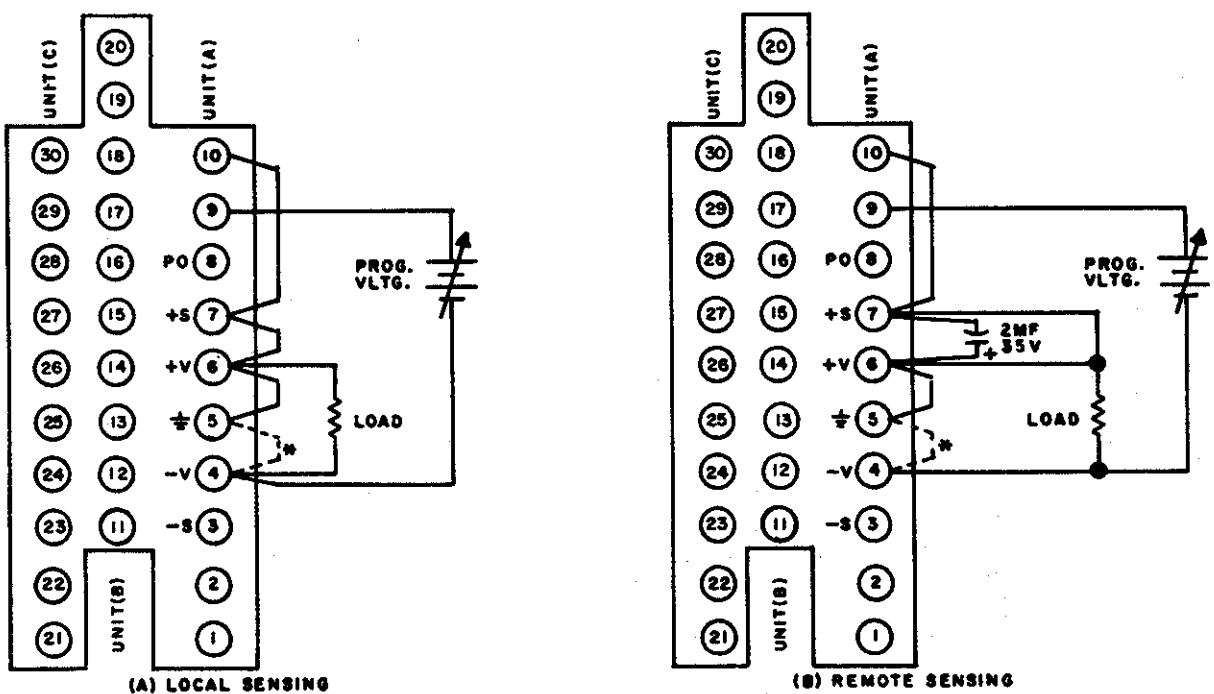 UNIT(C)
20
UNIT(A)
19
30 18 10
29 17 9
28 16 PO 8
27 15 +S 7
26 14 +V 6
25 13 5
24 12 -V 4
23 11 -S 3
22 2
21 1
UNIT(B)
PROG.
VLTG.
LOAD
*
(A) LOCAL SENSING
UNIT(C)
20
UNIT(A)
19
30 18 10
29 17 9
28 16 PO 8
27 15 +S 7
26 14 +V 6
25 13 5
24 12 -V 4
23 11 -S 3
22 2
21 1
UNIT(B)
PROG.
VLTG.
2MF
+ 35V
LOAD
*
(B) REMOTE SENSING